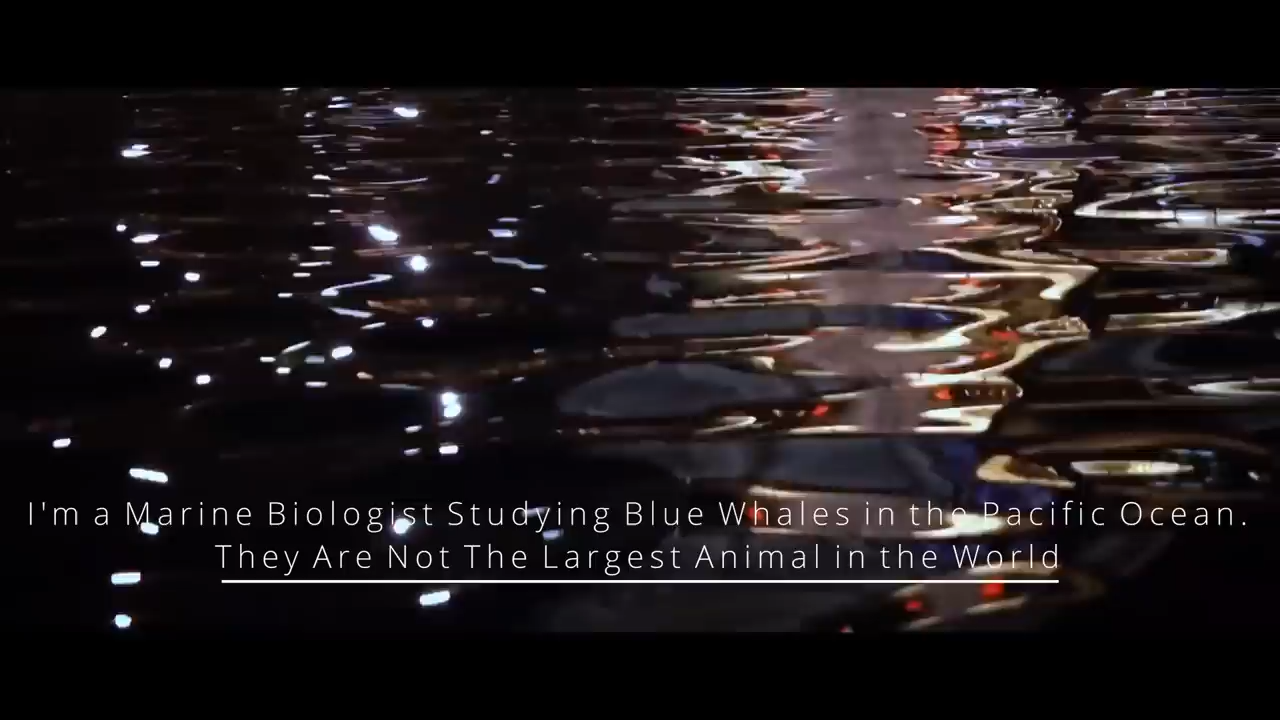 I'm a Marine Biologist Studying Blue Whales in the Pacific Ocean.
They Are Not The Largest Animal in the World